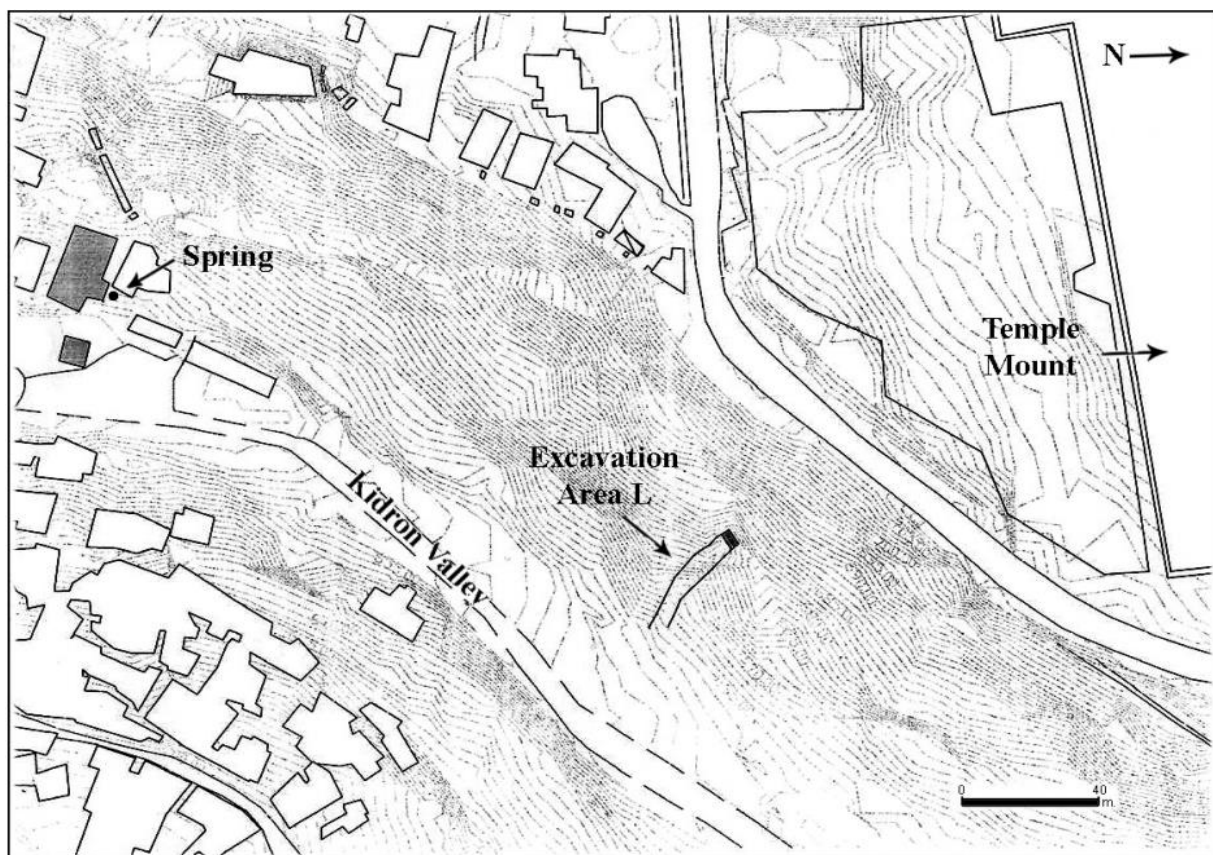 N
Spring
Temple
Mount
Excavation
Area L
Kidron Valley
0 40
m.